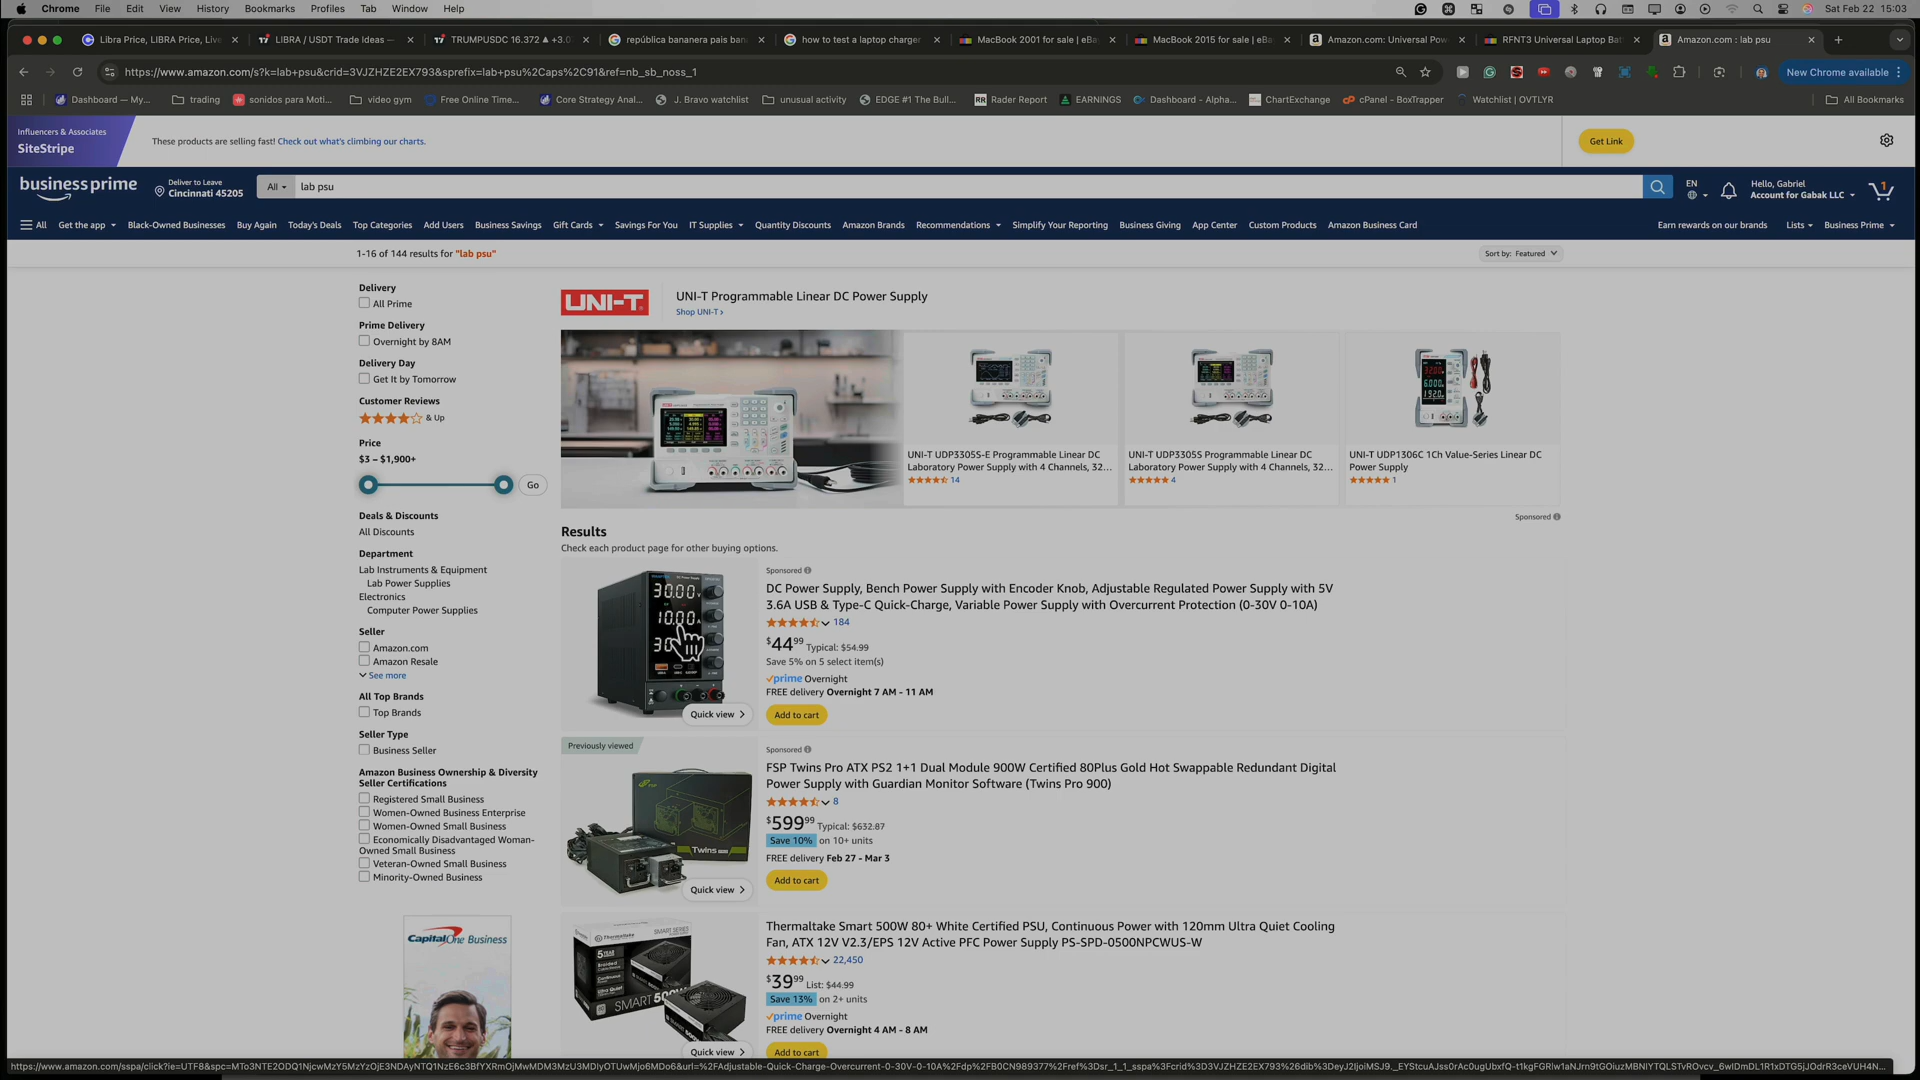 Chrome File Edit View History Bookmarks Profiles Tab Window Help Sat Feb 22 15:03
Libra Price, LIBRA Price, Live LIBRA / USDT Trade Ideas — TRUMPUSDC 16.372 ▲ +3.0 república bananera pais ban how to test a laptop charger MacBook 2001 for sale | eBa MacBook 2015 for sale | eBa Amazon.com: Universal Pow RFNT3 Universal Laptop Bat Amazon.com : lab psu
https://www.amazon.com/s?k=lab+psu&crid=3VJZHZE2EX793&sprefix=lab+psu%2Caps%2C91&ref=nb_sb_noss_1 New Chrome available
Dashboard — My... trading sonidos para Moti... video gym Free Online Time... Core Strategy Anal... J. Bravo watchlist unusual activity EDGE #1 The Bull... RR Rader Report EARNINGS Dashboard - Alpha... ChartExchange cPanel - BoxTrapper Watchlist | OVTLYR All Bookmarks
Influencers & Associates
SiteStripe
These products are selling fast! Check out what's climbing our charts.
Get Link
business prime
Deliver to Leave
Cincinnati 45205
All lab psu
EN
Hello, Gabriel
Account for Gabak LLC
1
All Get the app Black-Owned Businesses Buy Again Today's Deals Top Categories Add Users Business Savings Gift Cards Savings For You IT Supplies Quantity Discounts Amazon Brands Recommendations Simplify Your Reporting Business Giving App Center Custom Products Amazon Business Card Earn rewards on our brands Lists Business Prime
1-16 of 144 results for "lab psu"
Sort by: Featured
Delivery
All Prime
Prime Delivery
Overnight by 8AM
Delivery Day
Get It by Tomorrow
Customer Reviews
& Up
Price
$3 – $1,900+
Go
Deals & Discounts
All Discounts
Department
Lab Instruments & Equipment
Lab Power Supplies
Electronics
Computer Power Supplies
Seller
Amazon.com
Amazon Resale
See more
All Top Brands
Top Brands
Seller Type
Business Seller
Amazon Business Ownership & Diversity
Seller Certifications
Registered Small Business
Women-Owned Business Enterprise
Women-Owned Small Business
Economically Disadvantaged Woman-
Owned Small Business
Veteran-Owned Small Business
Minority-Owned Business
Capital One Business
UNI-T
UNI-T Programmable Linear DC Power Supply
Shop UNI-T ›
UNI-T UDP3305S-E Programmable Linear DC
Laboratory Power Supply with 4 Channels, 32...
14
UNI-T UDP3305S Programmable Linear DC
Laboratory Power Supply with 4 Channels, 32...
4
UNI-T UDP1306C 1Ch Value-Series Linear DC
Power Supply
1
Sponsored
Results
Check each product page for other buying options.
30.00
10.00
Quick view
Sponsored
DC Power Supply, Bench Power Supply with Encoder Knob, Adjustable Regulated Power Supply with 5V
3.6A USB & Type-C Quick-Charge, Variable Power Supply with Overcurrent Protection (0-30V 0-10A)
184
$44.99 Typical: $54.99
Save 5% on 5 select item(s)
prime Overnight
FREE delivery Overnight 7 AM - 11 AM
Add to cart
Previously viewed
Twins
Quick view
Sponsored
FSP Twins Pro ATX PS2 1+1 Dual Module 900W Certified 80Plus Gold Hot Swappable Redundant Digital
Power Supply with Guardian Monitor Software (Twins Pro 900)
8
$599.99 Typical: $632.87
Save 10% on 10+ units
FREE delivery Feb 27 - Mar 3
Add to cart
Thermaltake SMART SERIES
5 YEAR
SMART 500W
Quick view
Thermaltake Smart 500W 80+ White Certified PSU, Continuous Power with 120mm Ultra Quiet Cooling
Fan, ATX 12V V2.3/EPS 12V Active PFC Power Supply PS-SPD-0500NPCWUS-W
22,450
$39.99 List: $44.99
Save 13% on 2+ units
prime Overnight
FREE delivery Overnight 4 AM - 8 AM
Add to cart